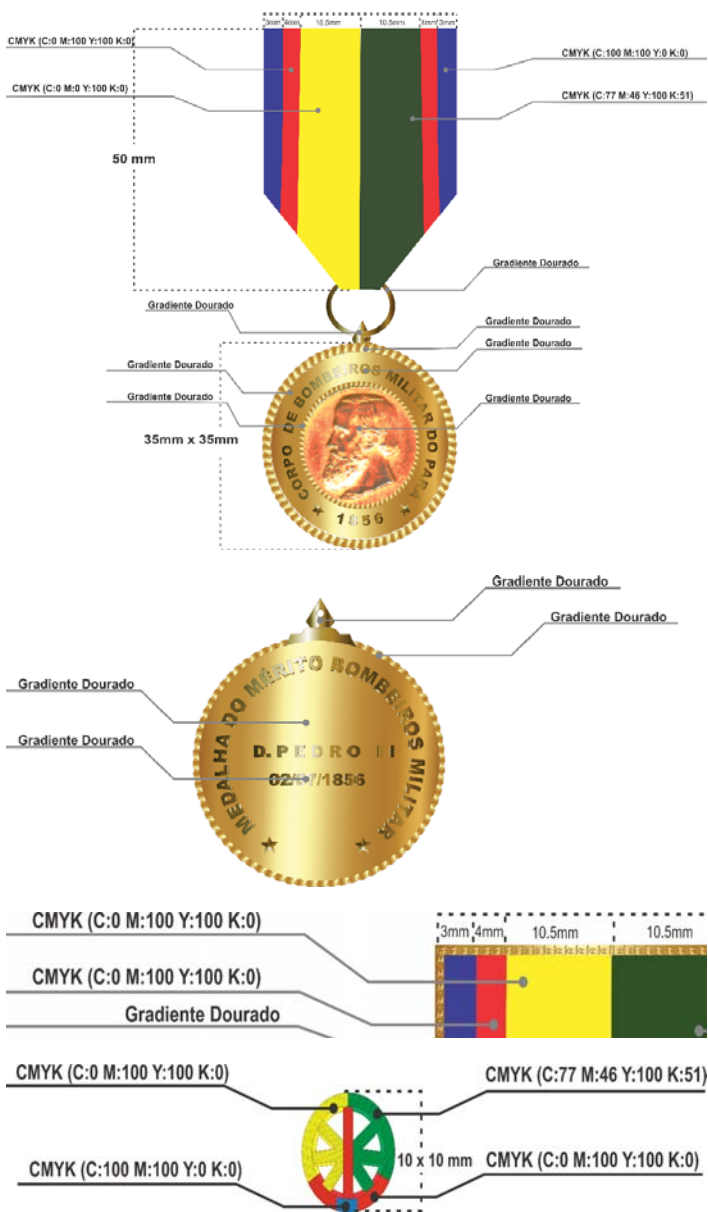 3mm 4mm 10.5mm 10.5mm 4mm 3mm
CMYK (C:0 M:100 Y:100 K:0)
CMYK (C:100 M:100 Y:0 K:0)
CMYK (C:0 M:0 Y:100 K:0)
CMYK (C:77 M:46 Y:100 K:51)
50 mm
Gradiente Dourado
Gradiente Dourado
Gradiente Dourado
Gradiente Dourado
Gradiente Dourado
Gradiente Dourado
Gradiente Dourado
35mm x 35mm
CORPO DE BOMBEIROS MILITAR DO PARA
1856
Gradiente Dourado
Gradiente Dourado
Gradiente Dourado
Gradiente Dourado
MEDALHA DO MÉRITO BOMBEIROS MILITAR
D. PEDRO II
02/07/1856
CMYK (C:0 M:100 Y:100 K:0)
3mm 4mm 10.5mm 10.5mm
CMYK (C:0 M:100 Y:100 K:0)
Gradiente Dourado
CMYK (C:0 M:100 Y:100 K:0)
CMYK (C:77 M:46 Y:100 K:51)
10 x 10 mm
CMYK (C:100 M:100 Y:0 K:0)
CMYK (C:0 M:100 Y:100 K:0)